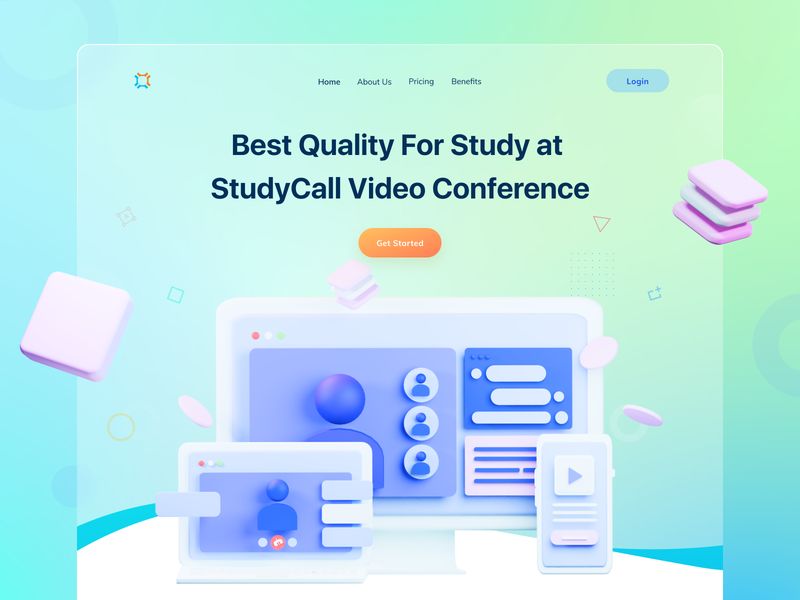 Home About Us Pricing Benefits Login
Best Quality For Study at
StudyCall Video Conference
Get Started